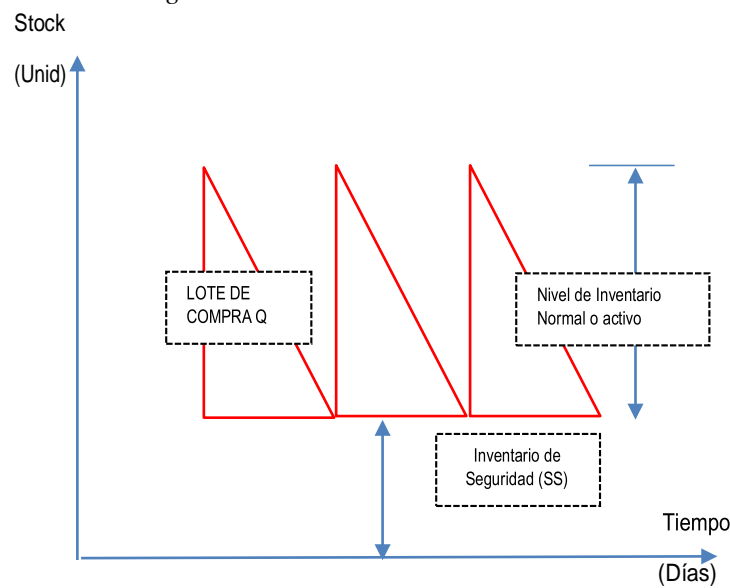 Stock
(Unid)
LOTE DE
COMPRA Q
Nivel de Inventario
Normal o activo
Inventario de
Seguridad (SS)
Tiempo
(Días)